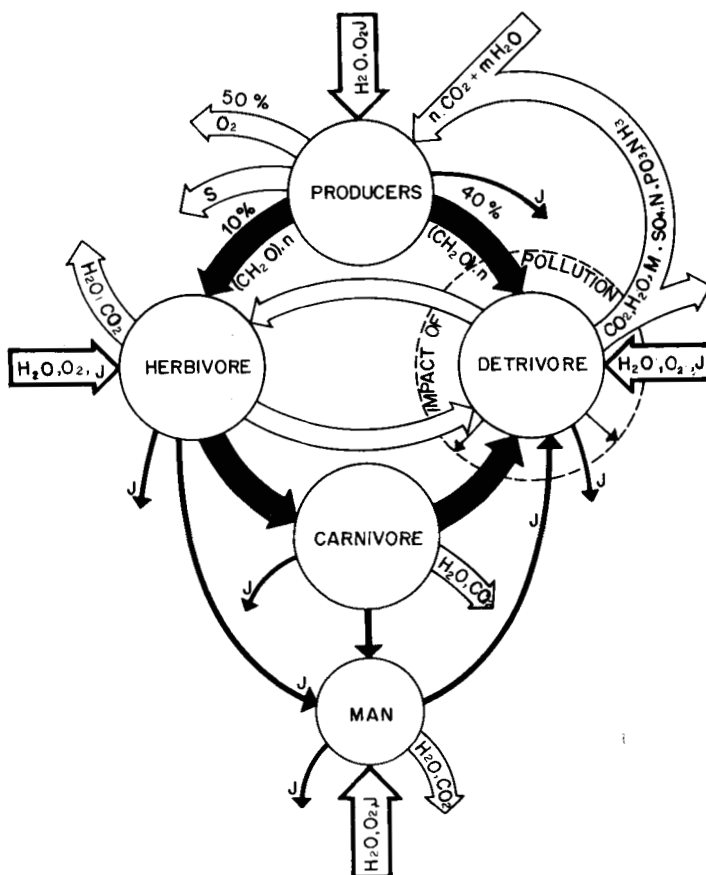 H2O, O2J
n.CO2 + mH2O
50 %
O2
S
PRODUCERS
J
10%
40 %
(CH2O).n
(CH2O).n
CO2,H2O, M · SO4, N · PO3, NH3
POLLUTION
IMPACT OF
H2O, CO2
H2O, O2, J
HERBIVORE
DETRIVORE
H2O, O2, J
J
J
J
CARNIVORE
J
H2O, CO2
J
MAN
J
H2O, CO2
H2O, O2, J